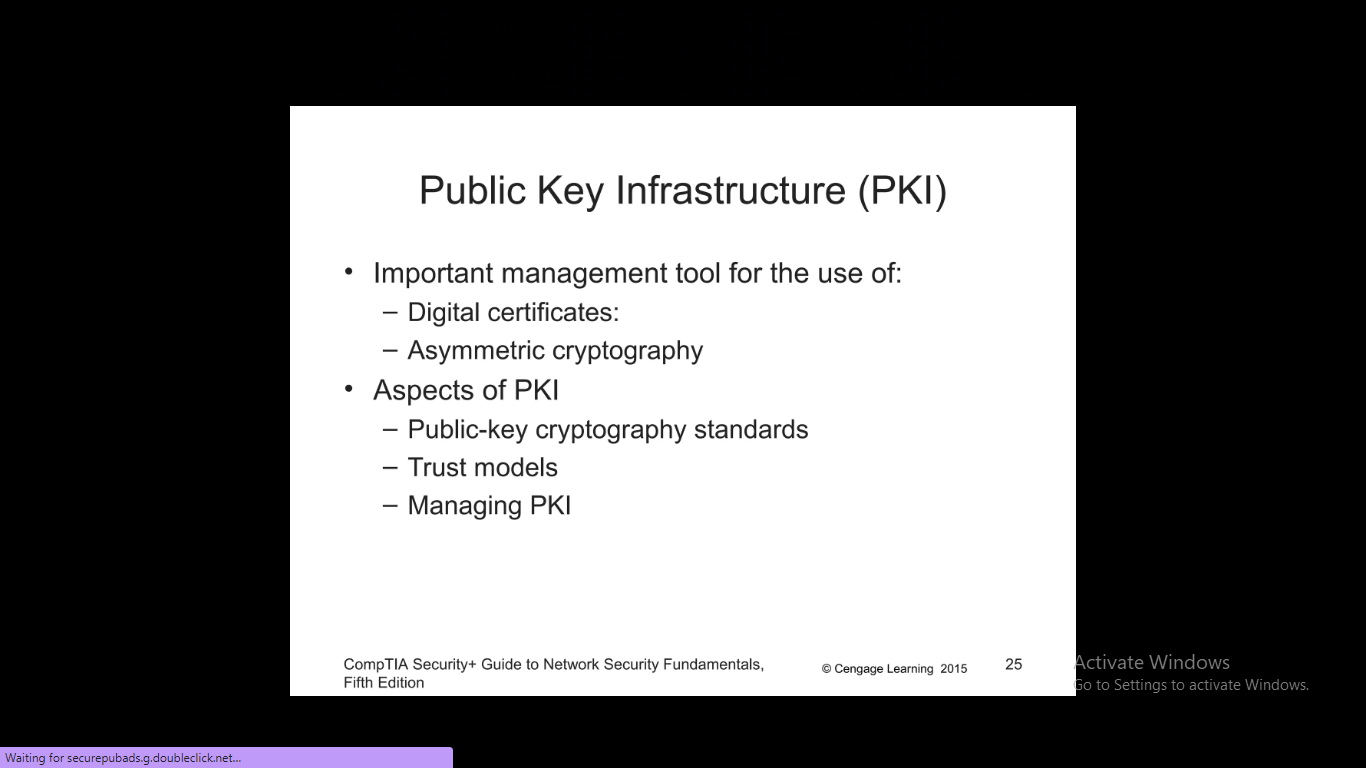 Public Key Infrastructure (PKI)
• Important management tool for the use of:
– Digital certificates:
– Asymmetric cryptography
• Aspects of PKI
– Public-key cryptography standards
– Trust models
– Managing PKI
CompTIA Security+ Guide to Network Security Fundamentals,
Fifth Edition
© Cengage Learning 2015
25
Activate Windows
Go to Settings to activate Windows.
Waiting for securepubads.g.doubleclick.net...